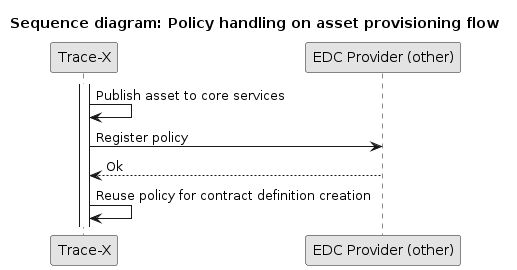 Sequence diagram: Policy handling on asset provisioning flow
Trace-X
EDC Provider (other)
Publish asset to core services
Register policy
Ok
Reuse policy for contract definition creation
Trace-X
EDC Provider (other)